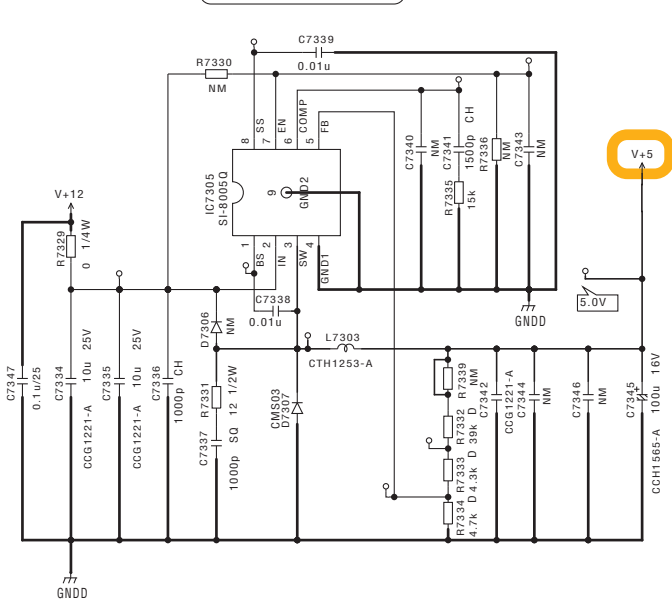 C7339
0.01u
R7330
NM
8
SS
7
EN
6
COMP
5
FB
C7340
NM
C7341
1500p CH
R7335
15k
R7336
NM
C7343
NM
V+5
IC7305
SI-8005Q
9
GND2
1
BS
2
IN
3
SW
4
GND1
V+12
R7329
0 1/4W
C7338
0.01u
GNDD
5.0V
D7306
NM
L7303
CTH1253-A
C7347
0.1u/25
C7334
10u 25V
CCG1221-A
C7335
10u 25V
CCG1221-A
C7336
1000p CH
R7331
12 1/2W
C7337
1000p SQ
CMS03
D7307
R7339
NM
R7332
39k D
R7333
4.3k D
R7334
4.7k D
C7342
CCG1221-A
C7344
NM
C7346
NM
C7345
100u 16V
CCH1565-A
GNDD